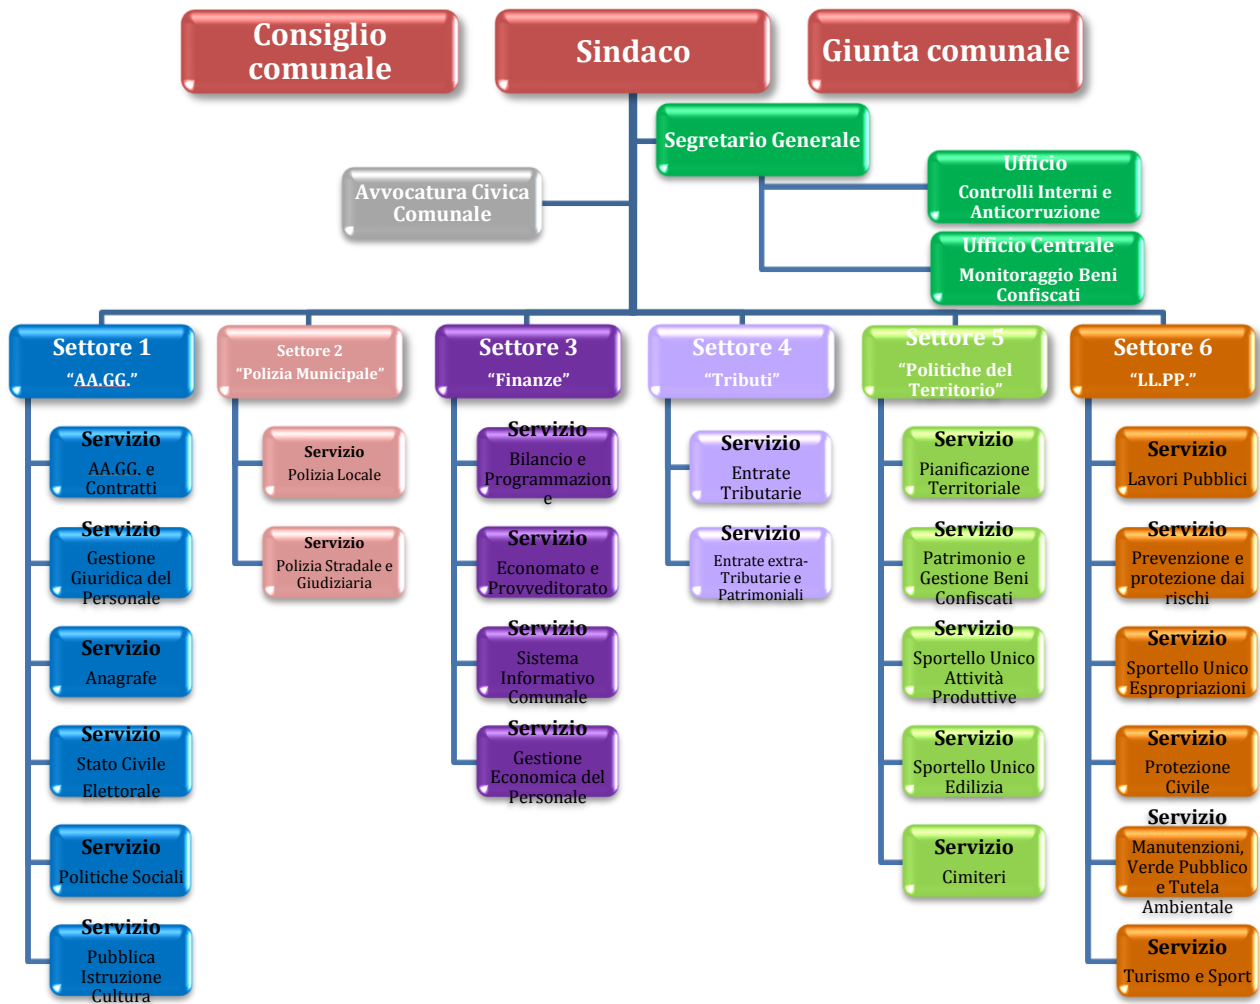 Consiglio
comunale
Sindaco
Giunta comunale
Segretario Generale
Avvocatura Civica
Comunale
Ufficio
Controlli Interni e
Anticorruzione
Ufficio Centrale
Monitoraggio Beni
Confiscati
Settore 1
“AA.GG.”
Servizio
AA.GG. e
Contratti
Servizio
Gestione
Giuridica del
Personale
Servizio
Anagrafe
Servizio
Stato Civile
Elettorale
Servizio
Politiche Sociali
Servizio
Pubblica
Istruzione
Cultura
Settore 2
“Polizia Municipale”
Servizio
Polizia Locale
Servizio
Polizia Stradale e
Giudiziaria
Settore 3
“Finanze”
Servizio
Bilancio e
Programmazion
e
Servizio
Economato e
Provveditorato
Servizio
Sistema
Informativo
Comunale
Servizio
Gestione
Economica del
Personale
Settore 4
“Tributi”
Servizio
Entrate
Tributarie
Servizio
Entrate extra-
Tributarie e
Patrimoniali
Settore 5
“Politiche del
Territorio”
Servizio
Pianificazione
Territoriale
Servizio
Patrimonio e
Gestione Beni
Confiscati
Servizio
Sportello Unico
Attività
Produttive
Servizio
Sportello Unico
Edilizia
Servizio
Cimiteri
Settore 6
“LL.PP.”
Servizio
Lavori Pubblici
Servizio
Prevenzione e
protezione dai
rischi
Servizio
Sportello Unico
Espropriazioni
Servizio
Protezione
Civile
Servizio
Manutenzioni,
Verde Pubblico
e Tutela
Ambientale
Servizio
Turismo e Sport